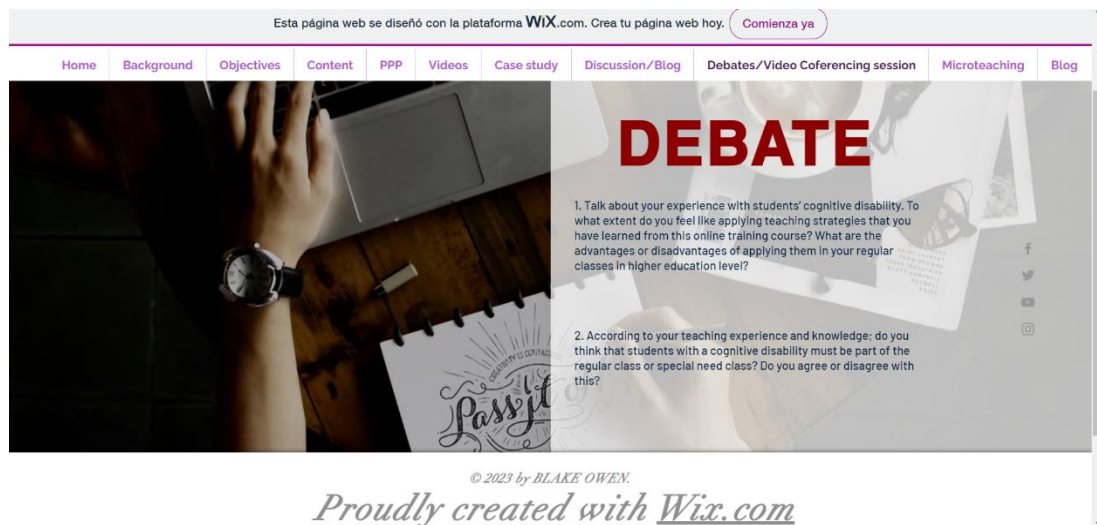 Esta página web se diseñó con la plataforma WiX.com. Crea tu página web hoy. Comienza ya
Home Background Objectives Content PPP Videos Case study Discussion/Blog Debates/Video Coferencing session Microteaching Blog
DEBATE
1. Talk about your experience with students' cognitive disability. To
what extent do you feel like applying teaching strategies that you
have learned from this online training course? What are the
advantages or disadvantages of applying them in your regular
classes in higher education level?
2. According to your teaching experience and knowledge; do you
think that students with a cognitive disability must be part of the
regular class or special need class? Do you agree or disagree with
this?
CREATIVITY IS CONTAGIOUS
Pass it
© 2023 by BLAKE OWEN.
Proudly created with Wix.com